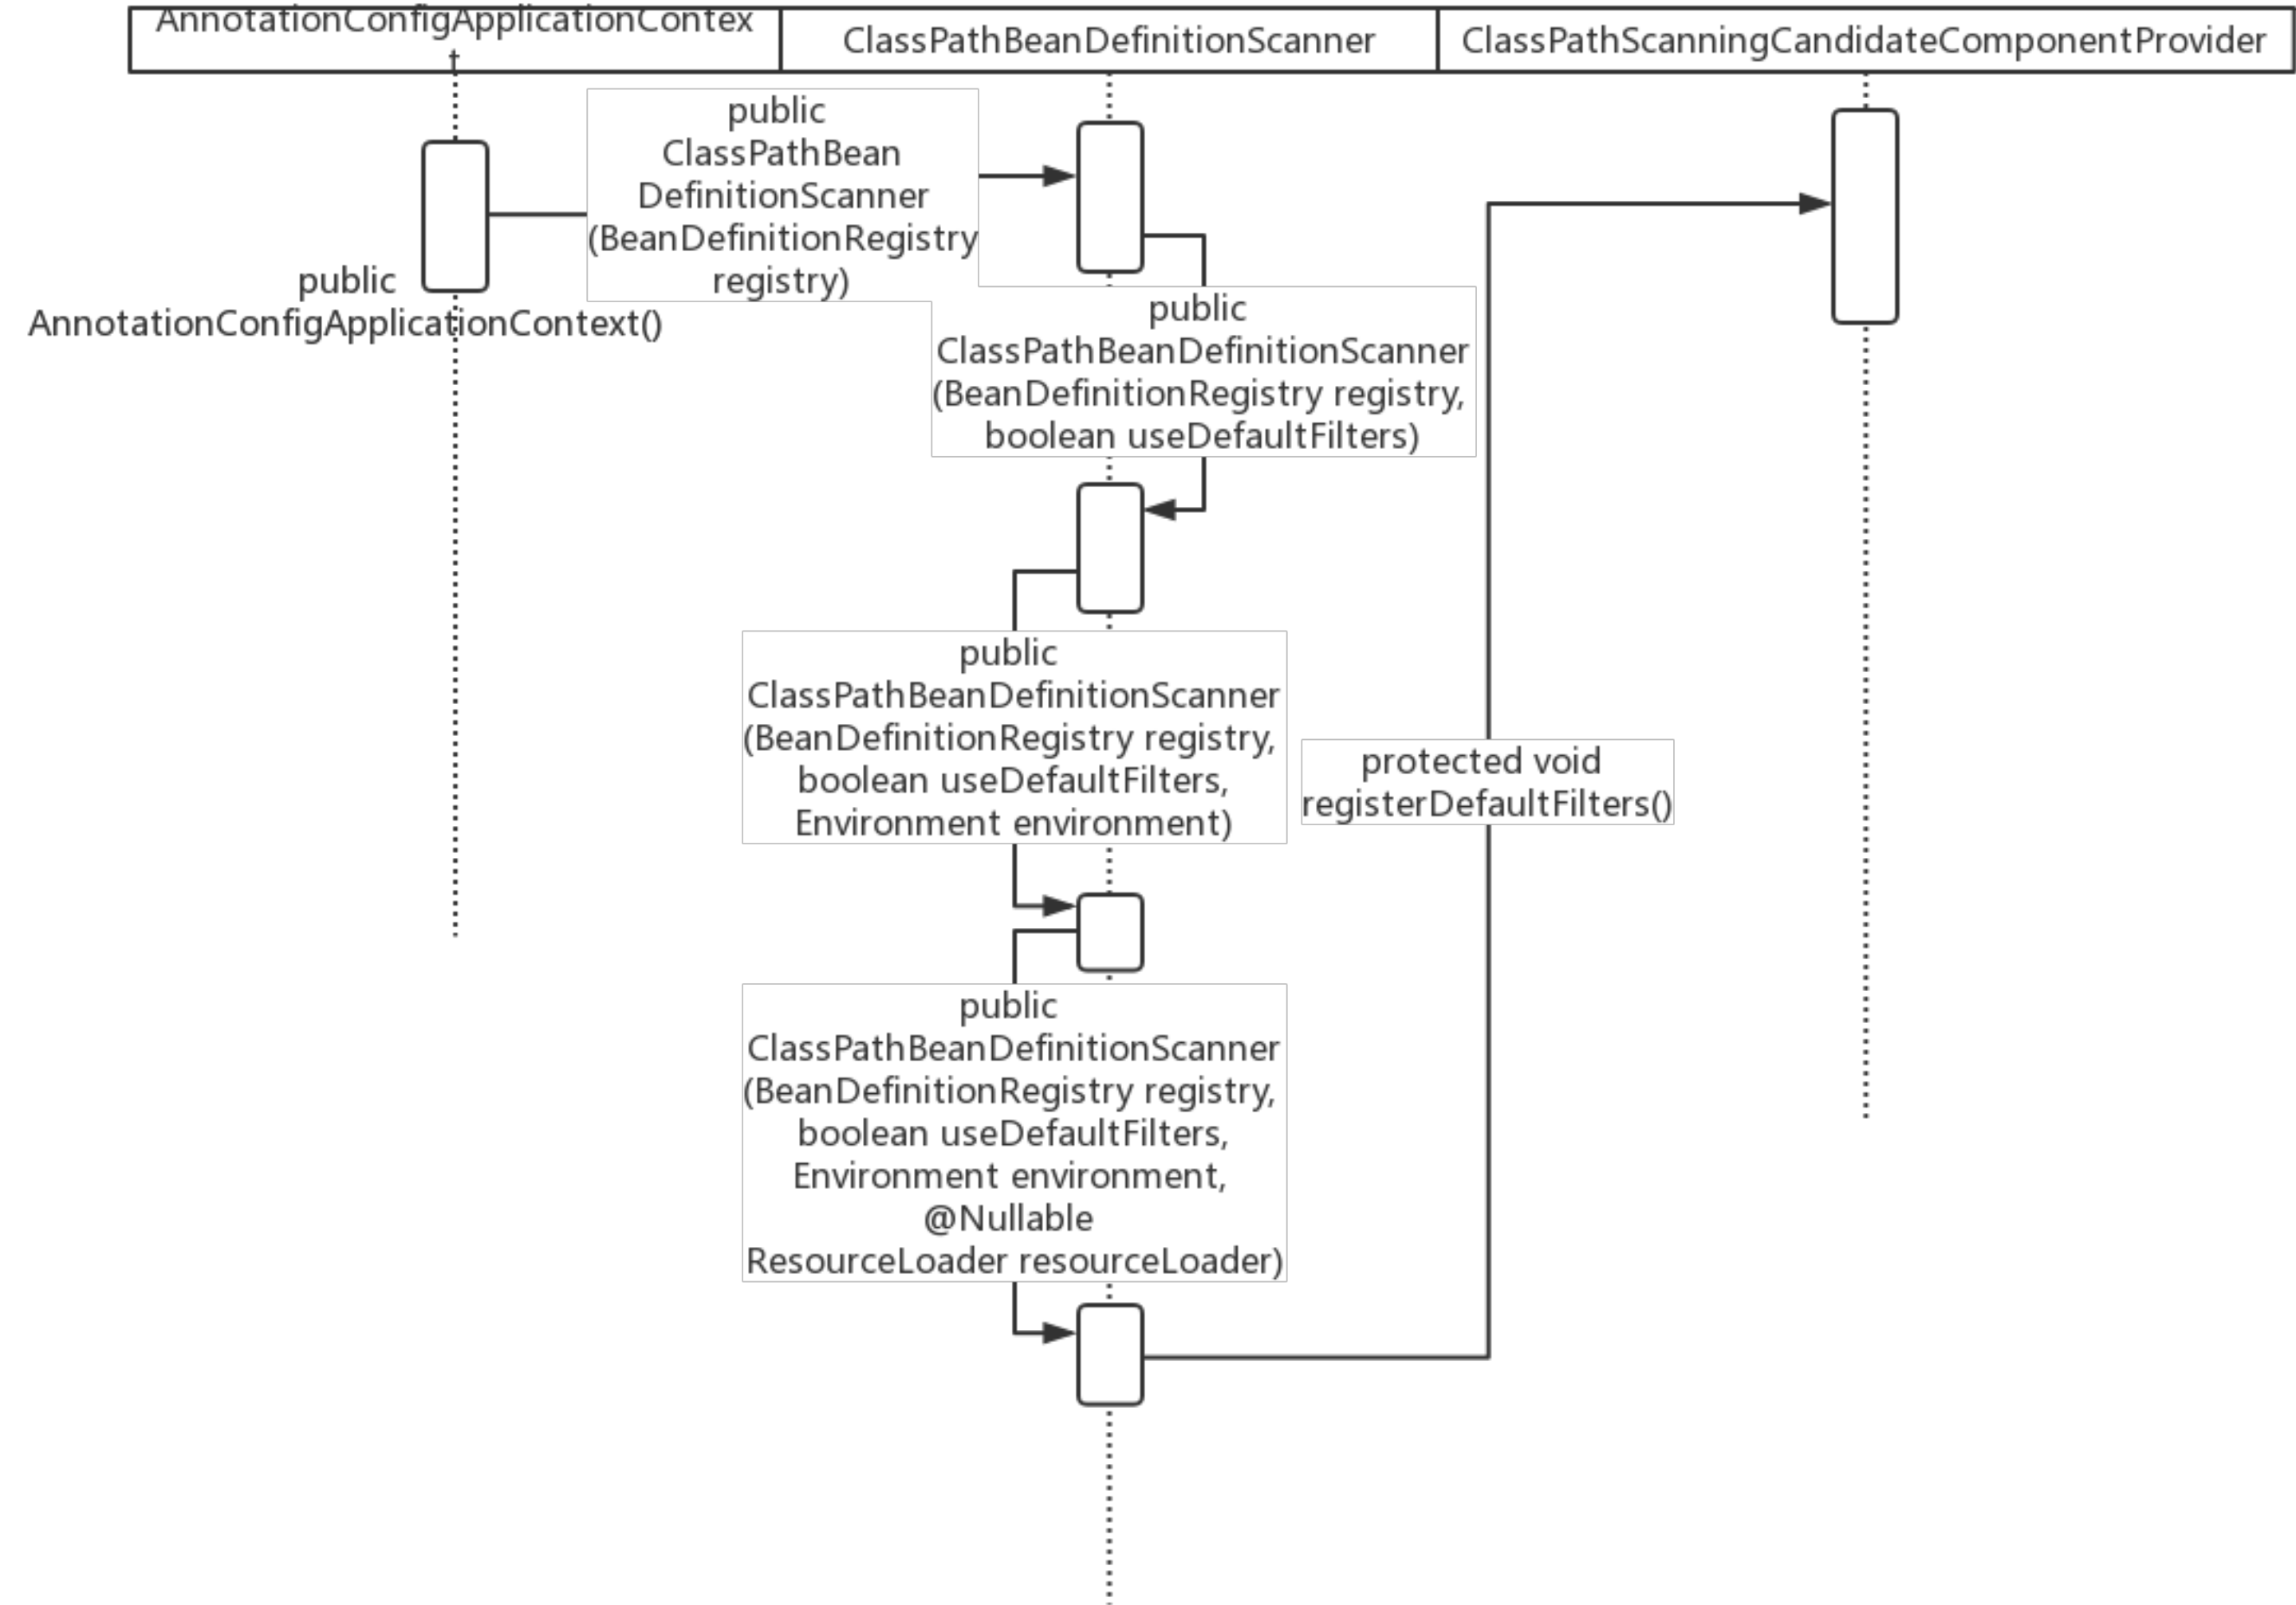 AnnotationConfigApplicationContex
t
ClassPathBeanDefinitionScanner
ClassPathScanningCandidateComponentProvider
public
ClassPathBean
DefinitionScanner
(BeanDefinitionRegistry
registry)
public
AnnotationConfigApplicationContext()
public
ClassPathBeanDefinitionScanner
(BeanDefinitionRegistry registry,
boolean useDefaultFilters)
public
ClassPathBeanDefinitionScanner
(BeanDefinitionRegistry registry,
boolean useDefaultFilters,
Environment environment)
protected void
registerDefaultFilters()
public
ClassPathBeanDefinitionScanner
(BeanDefinitionRegistry registry,
boolean useDefaultFilters,
Environment environment,
@Nullable
ResourceLoader resourceLoader)